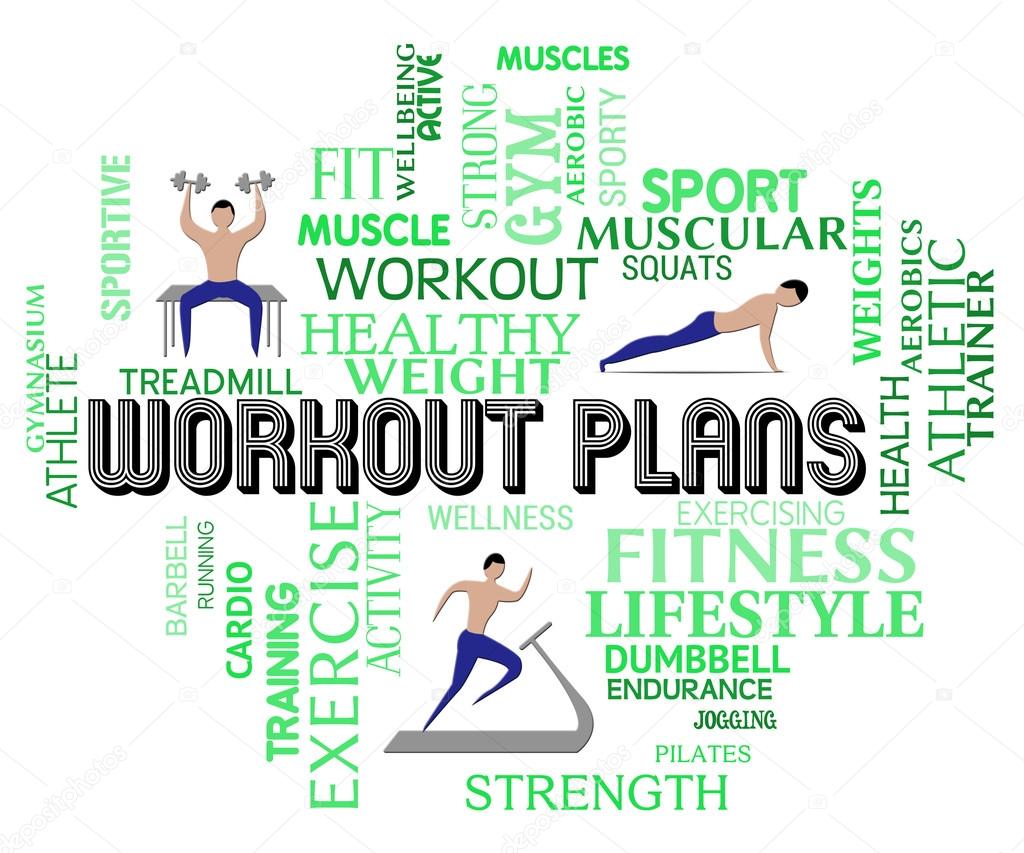 MUSCLES
WELLBEING
ACTIVE
STRONG
GYM
AEROBIC
SPORTY
FIT
SPORTIVE
SPORT
MUSCLE
MUSCULAR
WORKOUT
SQUATS
WEIGHTS
AEROBICS
ATHLETIC
TRAINER
HEALTHY
WEIGHT
GYMNASIUM
ATHLETE
TREADMILL
HEALTH
WORKOUT PLANS
WELLNESS
EXERCISING
BARBELL
RUNNING
CARDIO
TRAINING
EXERCISE
ACTIVITY
FITNESS
LIFESTYLE
DUMBBELL
ENDURANCE
JOGGING
PILATES
STRENGTH
depositphotos